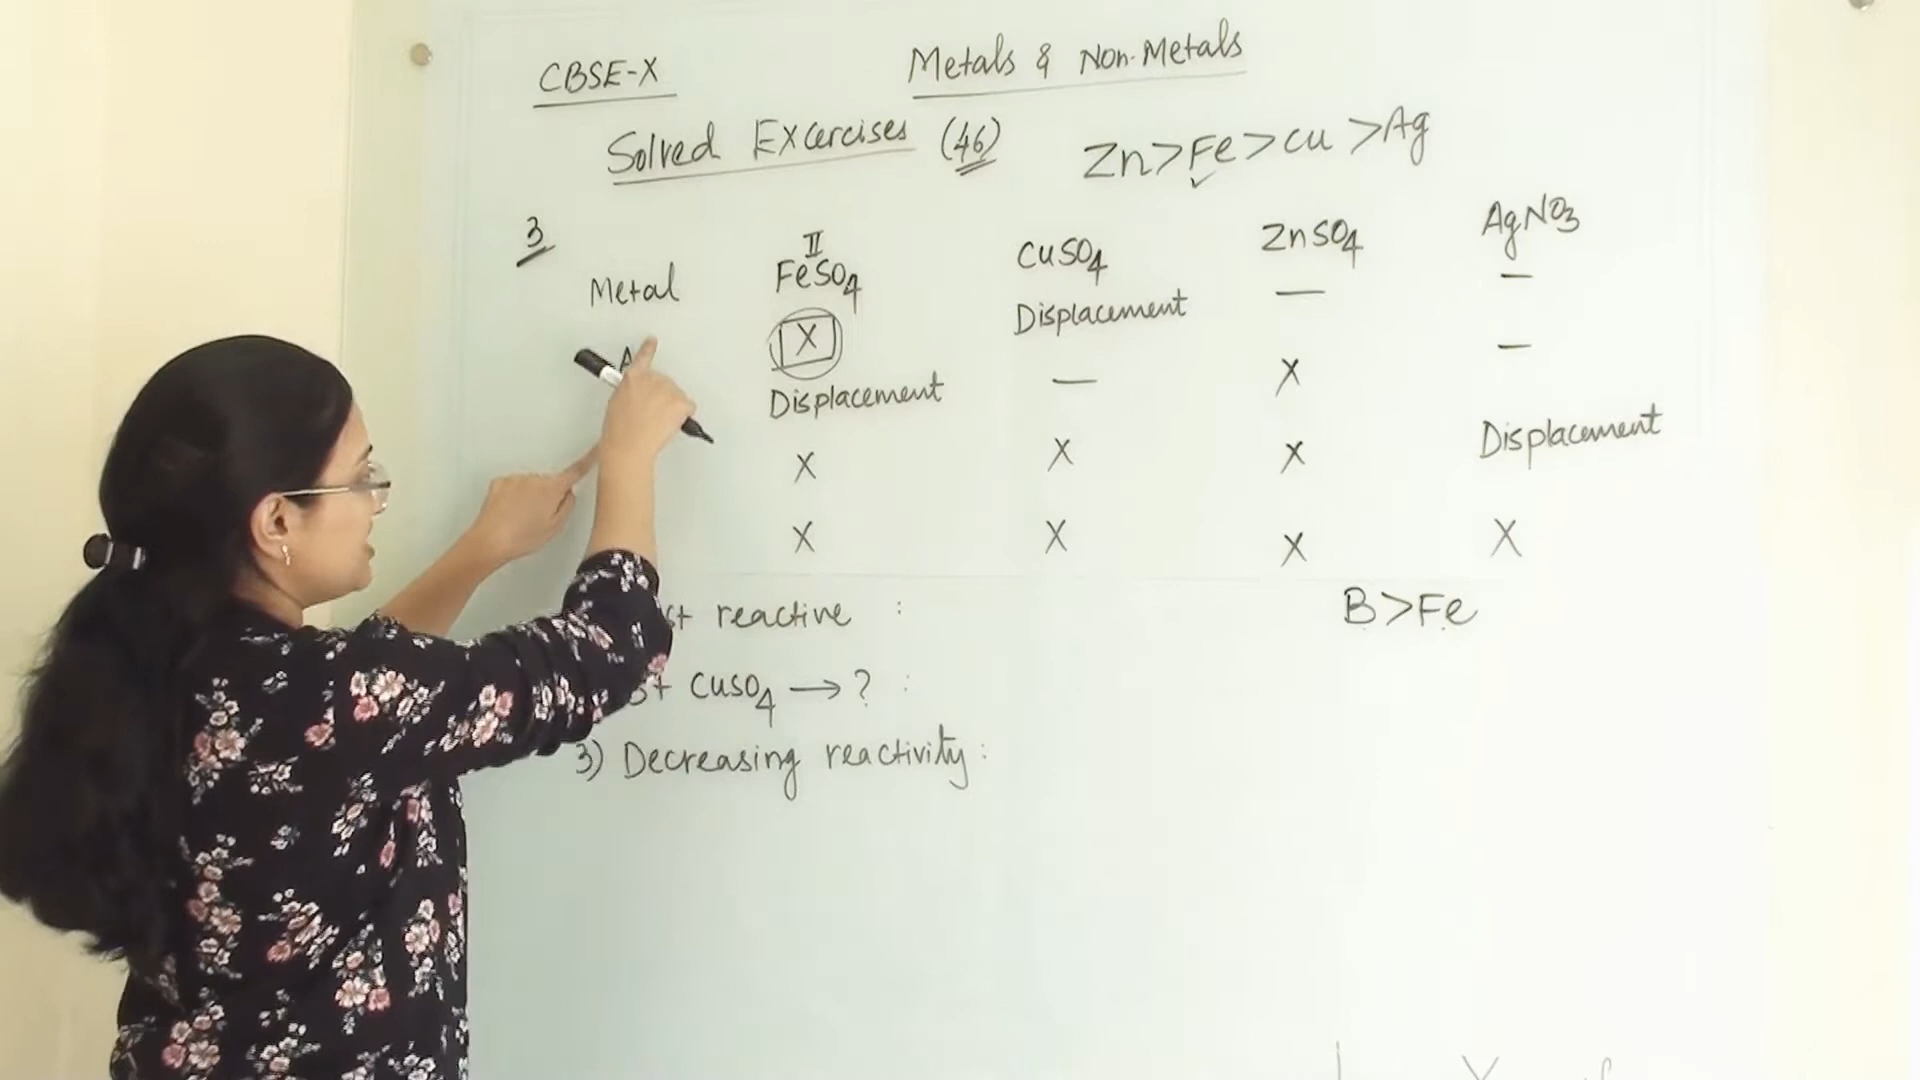 CBSE-X Metals & Non-Metals
Solved Excercises (46) Zn>Fe>Cu>Ag
3
Metal II FeSO4 CuSO4 ZnSO4 AgNO3
A X Displacement — —
Displacement — X —
X X X Displacement
X X X X
reactive : B>Fe
+ CuSO4 → ? :
3) Decreasing reactivity: